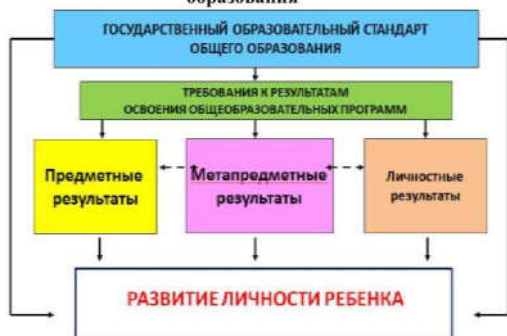 образования
ГОСУДАРСТВЕННЫЙ ОБРАЗОВАТЕЛЬНЫЙ СТАНДАРТ
ОБЩЕГО ОБРАЗОВАНИЯ
ТРЕБОВАНИЯ К РЕЗУЛЬТАТАМ
ОСВОЕНИЯ ОБЩЕОБРАЗОВАТЕЛЬНЫХ ПРОГРАММ
Предметные
результаты
Метапредметные
результаты
Личностные
результаты
РАЗВИТИЕ ЛИЧНОСТИ РЕБЕНКА